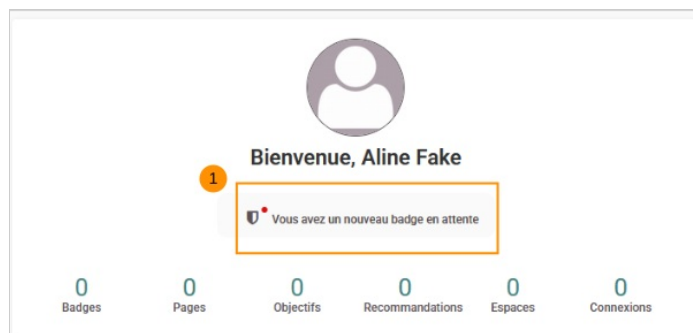 Bienvenue, Aline Fake
1
Vous avez un nouveau badge en attente
0 0 0 0 0 0
Badges Pages Objectifs Recommandations Espaces Connexions